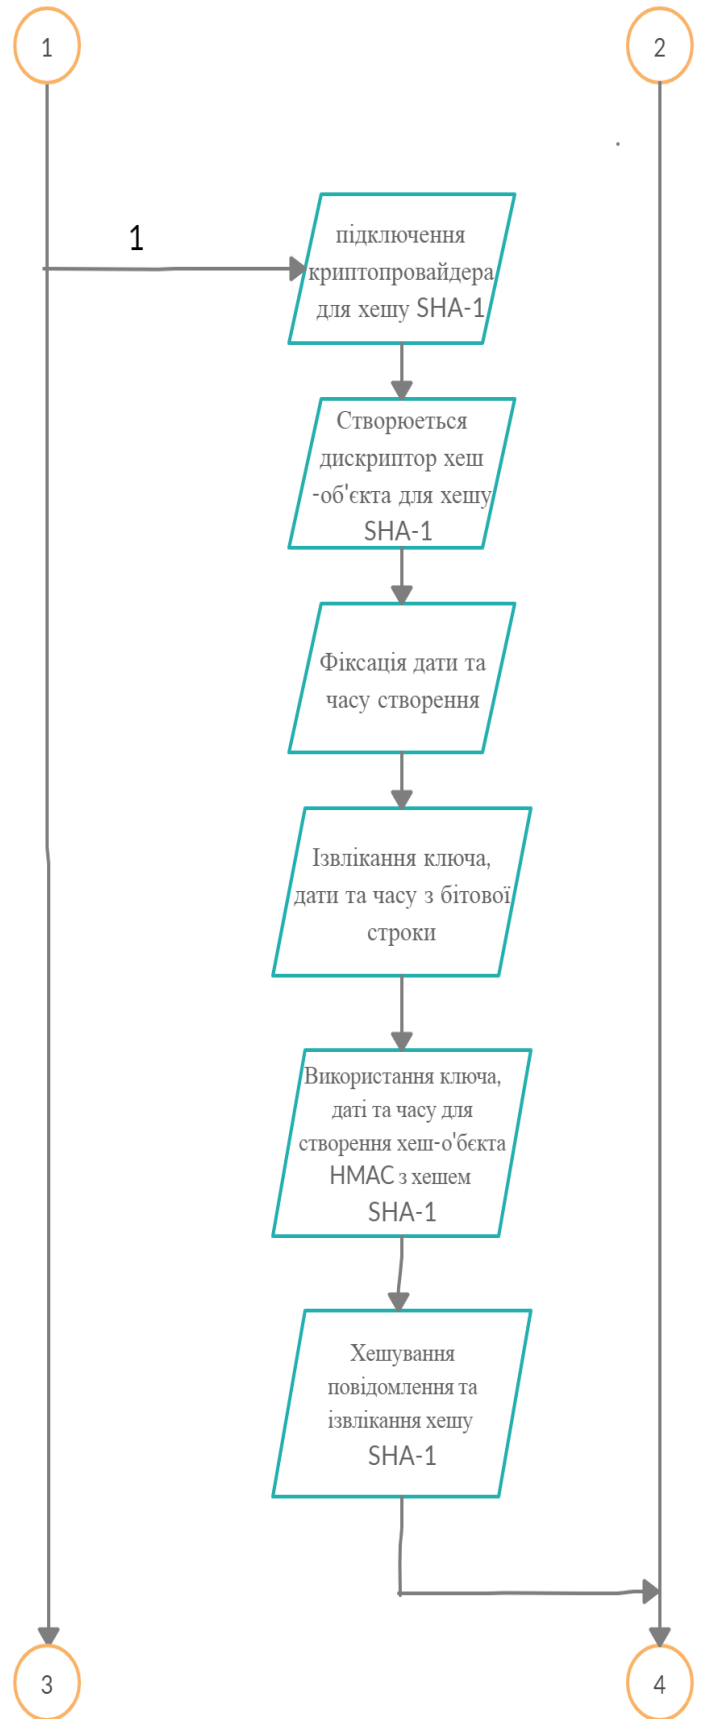 1
2
1
підключення
криптопровайдера
для хешу SHA-1
Створюеться
дискриптор хеш
-об'єкта для хешу
SHA-1
Фіксація дати та
часу створення
Ізвлікання ключа,
дати та часу з бітової
строки
Використання ключа,
даті та часу для
створення хеш-о'бєкта
HMAC з хешем
SHA-1
Хешування
повідомлення та
ізвлікання хешу
SHA-1
3
4